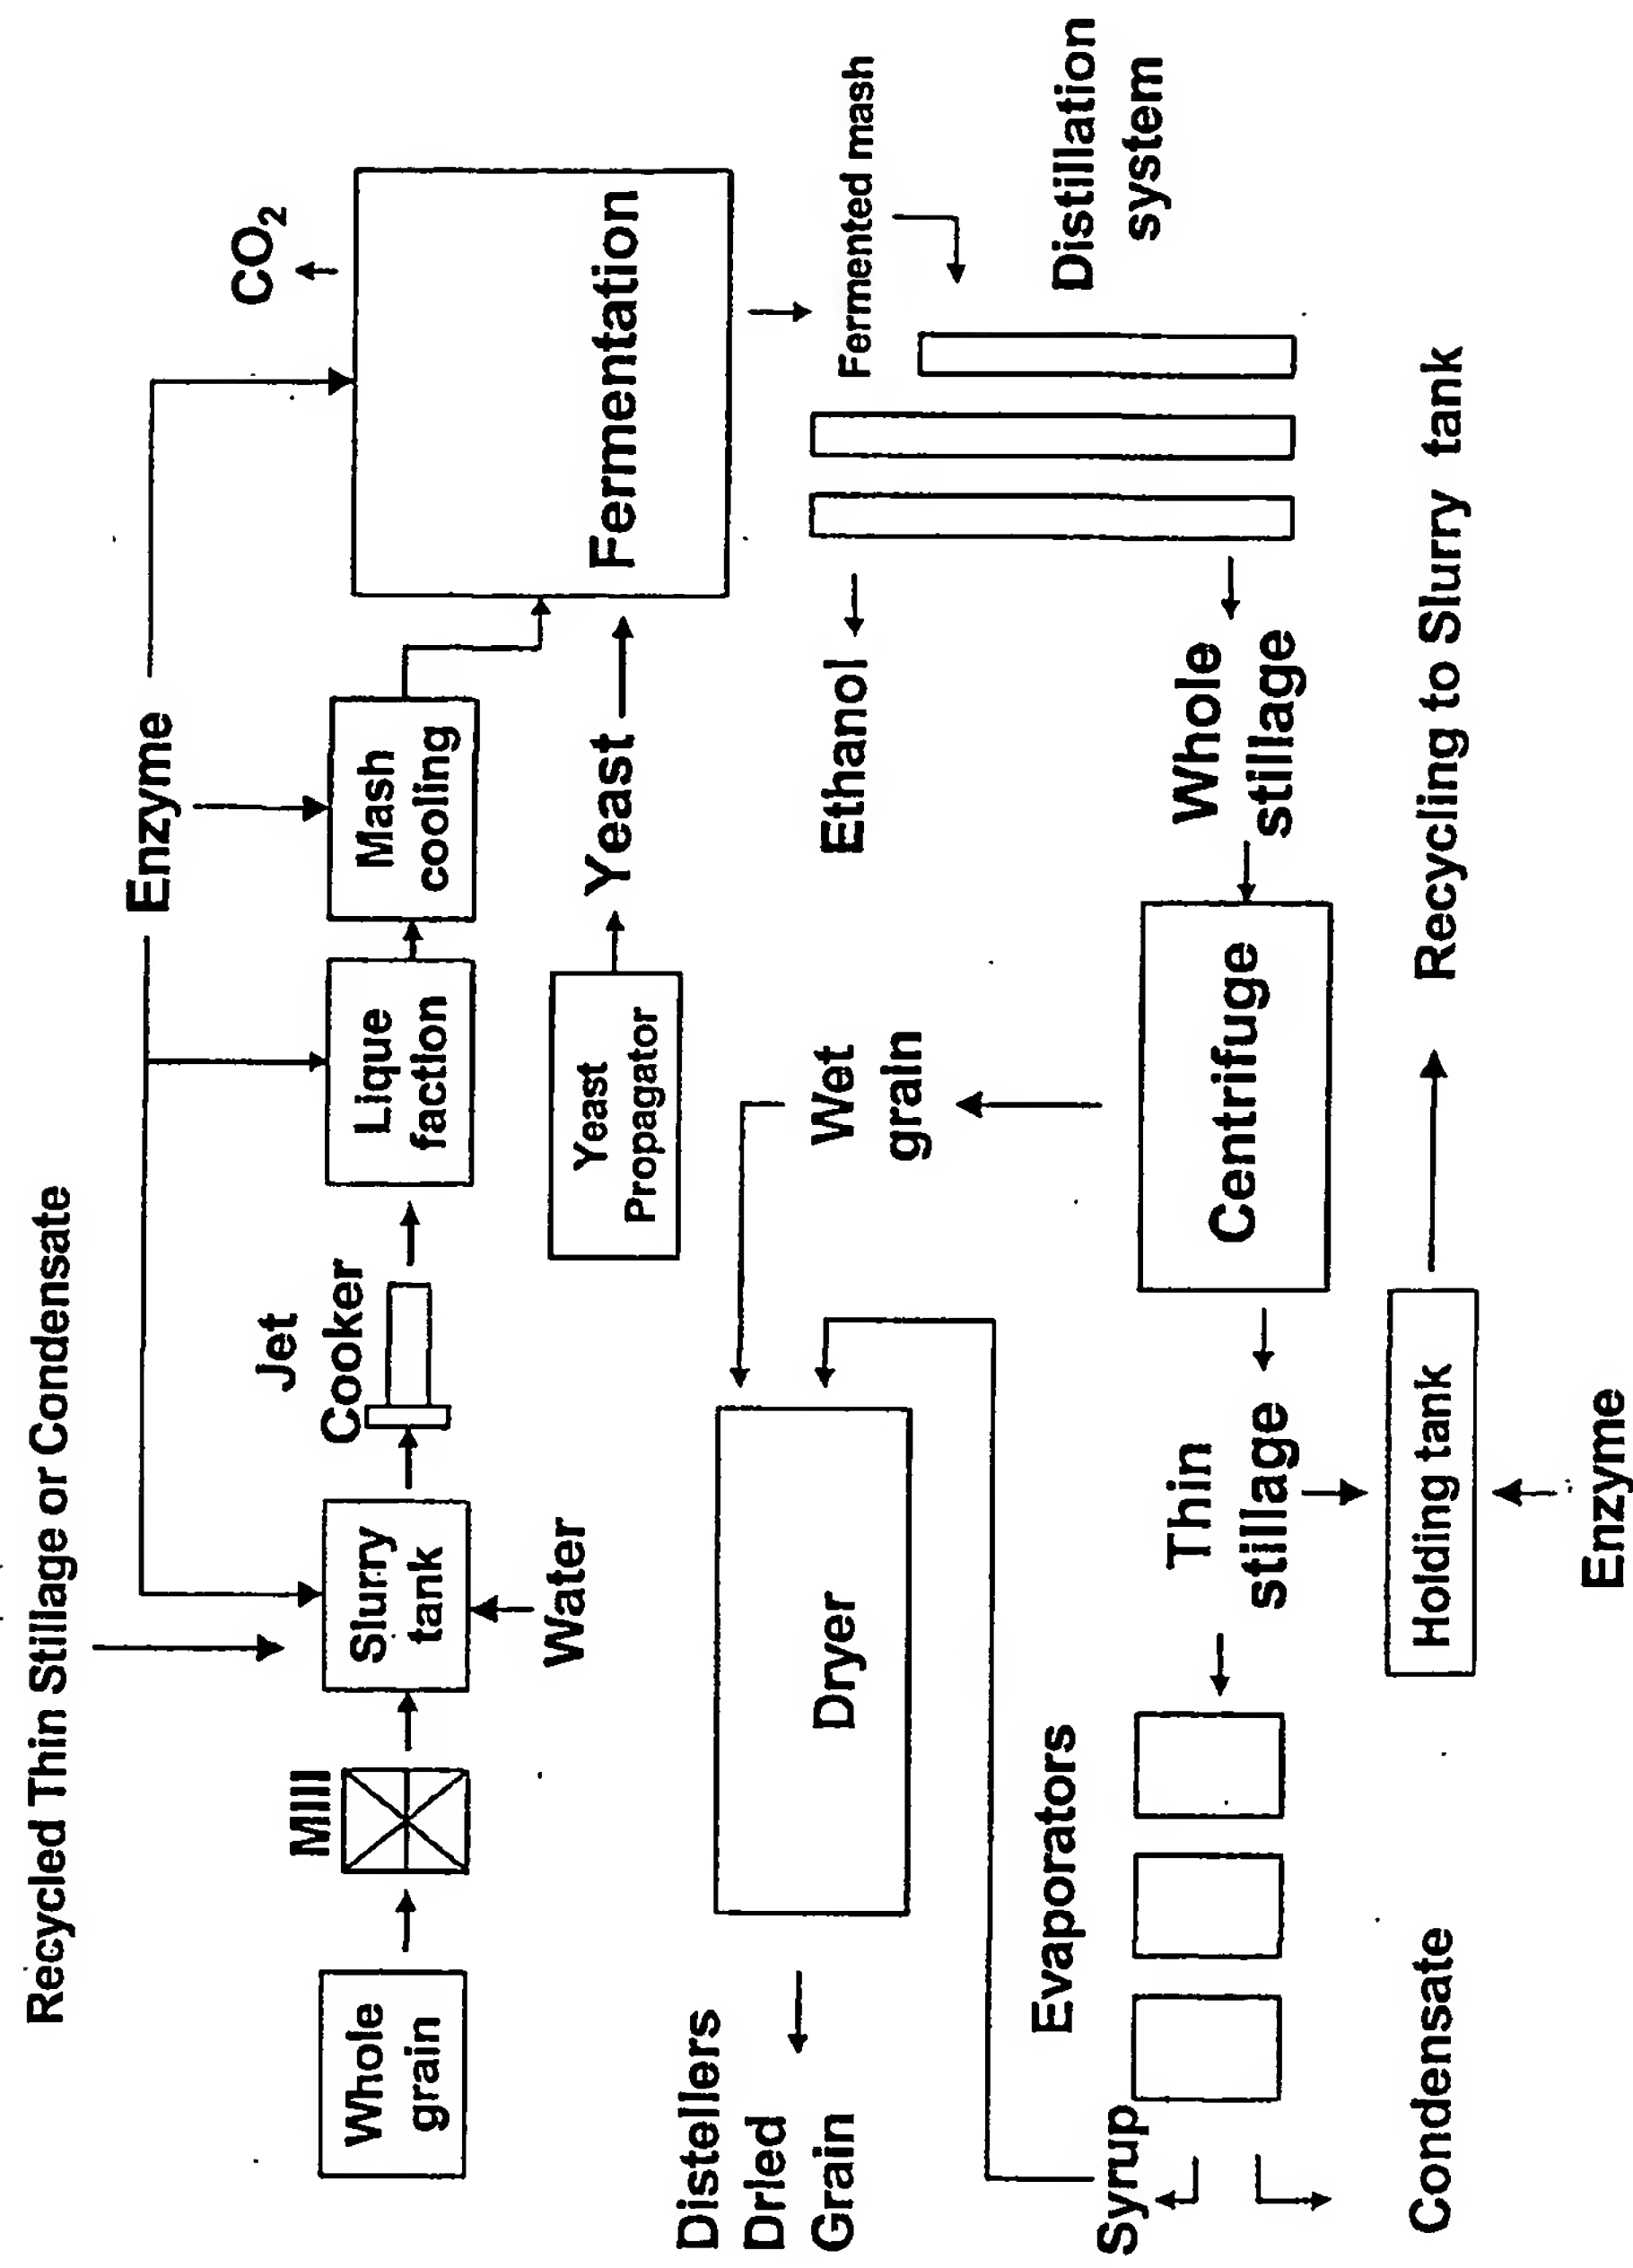 Recycled Thin Stillage or Condensate
Enzyme
CO2
Whole
grain
MIll
Slurry
tank
Water
Jet
Cooker
Lique
faction
Mash
cooling
Fermentation
Yeast
Propagator
Yeast
Fermented mash
Distillation
system
Ethanol
Whole
stillage
Centrifuge
Wet
grain
Dryer
Distellers
DrIed
Grain
Thin
stillage
Evaporators
Syrup
Condensate
Holding tank
Enzyme
Recycling to Slurry tank